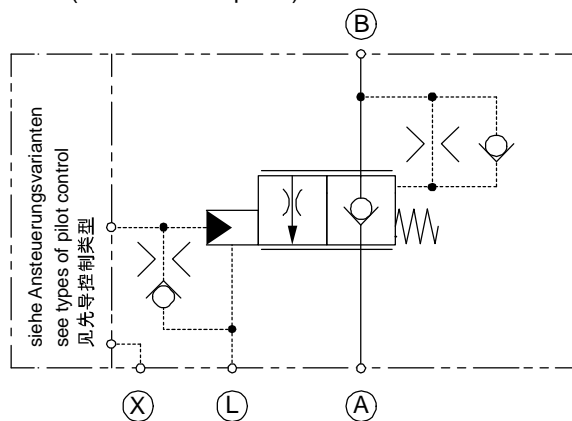 B
siehe Ansteuerungsvarianten
see types of pilot control
见先导控制类型
X
L
A